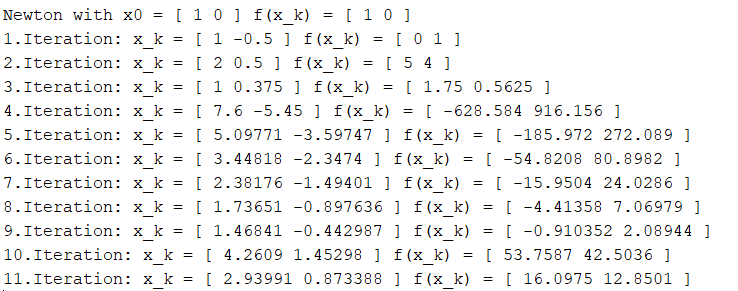 Newton with x0 = [ 1 0 ] f(x_k) = [ 1 0 ]
1.Iteration: x_k = [ 1 -0.5 ] f(x_k) = [ 0 1 ]
2.Iteration: x_k = [ 2 0.5 ] f(x_k) = [ 5 4 ]
3.Iteration: x_k = [ 1 0.375 ] f(x_k) = [ 1.75 0.5625 ]
4.Iteration: x_k = [ 7.6 -5.45 ] f(x_k) = [ -628.584 916.156 ]
5.Iteration: x_k = [ 5.09771 -3.59747 ] f(x_k) = [ -185.972 272.089 ]
6.Iteration: x_k = [ 3.44818 -2.3474 ] f(x_k) = [ -54.8208 80.8982 ]
7.Iteration: x_k = [ 2.38176 -1.49401 ] f(x_k) = [ -15.9504 24.0286 ]
8.Iteration: x_k = [ 1.73651 -0.897636 ] f(x_k) = [ -4.41358 7.06979 ]
9.Iteration: x_k = [ 1.46841 -0.442987 ] f(x_k) = [ -0.910352 2.08944 ]
10.Iteration: x_k = [ 4.2609 1.45298 ] f(x_k) = [ 53.7587 42.5036 ]
11.Iteration: x_k = [ 2.93991 0.873388 ] f(x_k) = [ 16.0975 12.8501 ]